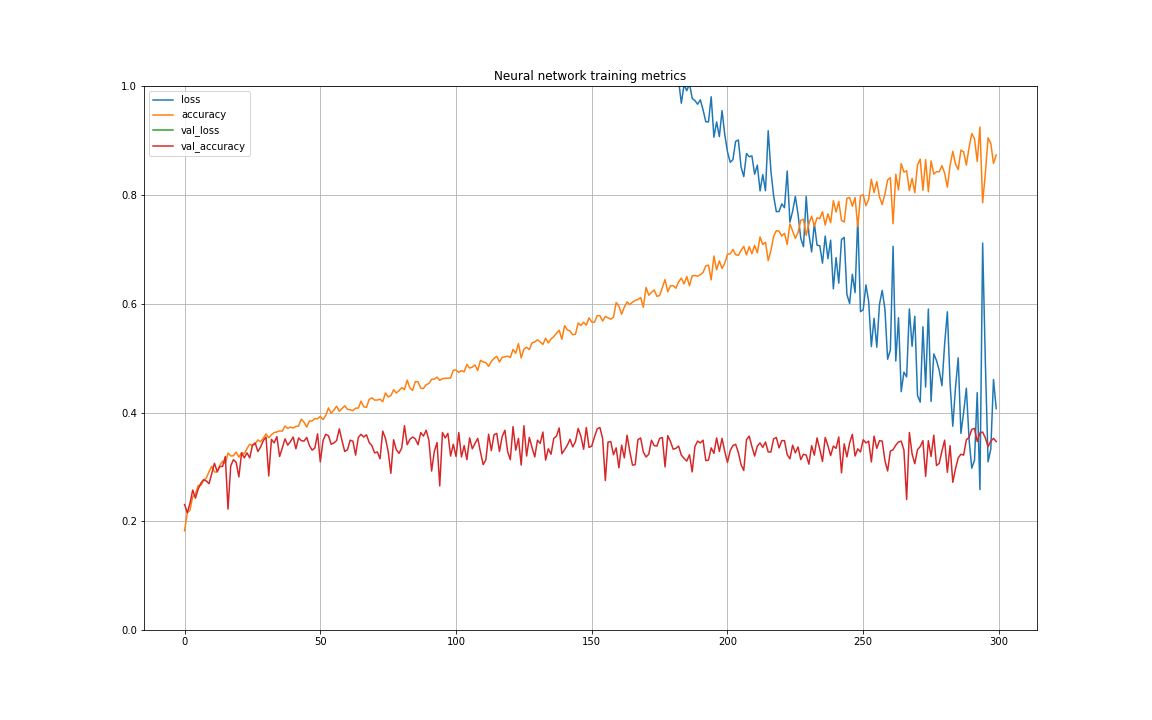 Neural network training metrics
1.0
loss
accuracy
val_loss
val_accuracy
0.8
0.6
0.4
0.2
0.0
0 50 100 150 200 250 300